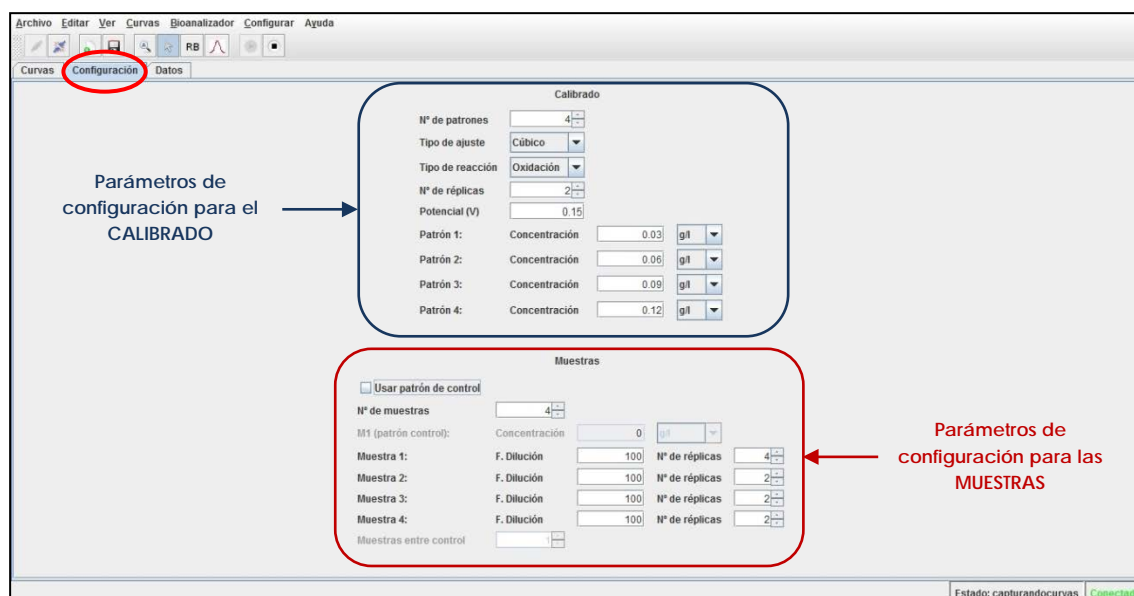 Archivo Editar Ver Curvas Bioanalizador Configurar Ayuda
RB
Curvas Configuración Datos
Calibrado
Nº de patrones 4
Tipo de ajuste Cúbico
Tipo de reacción Oxidación
Nº de réplicas 2
Potencial (V) 0.15
Patrón 1: Concentración 0.03 g/l
Patrón 2: Concentración 0.06 g/l
Patrón 3: Concentración 0.09 g/l
Patrón 4: Concentración 0.12 g/l
Parámetros de
configuración para el
CALIBRADO
Muestras
Usar patrón de control
Nº de muestras 4
M1 (patrón control): Concentración 0 g/l
Muestra 1: F. Dilución 100 Nº de réplicas 4
Muestra 2: F. Dilución 100 Nº de réplicas 2
Muestra 3: F. Dilución 100 Nº de réplicas 2
Muestra 4: F. Dilución 100 Nº de réplicas 2
Muestras entre control 1
Parámetros de
configuración para las
MUESTRAS
Estado: capturandocurvas Conectad